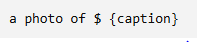 a photo of $ {caption}